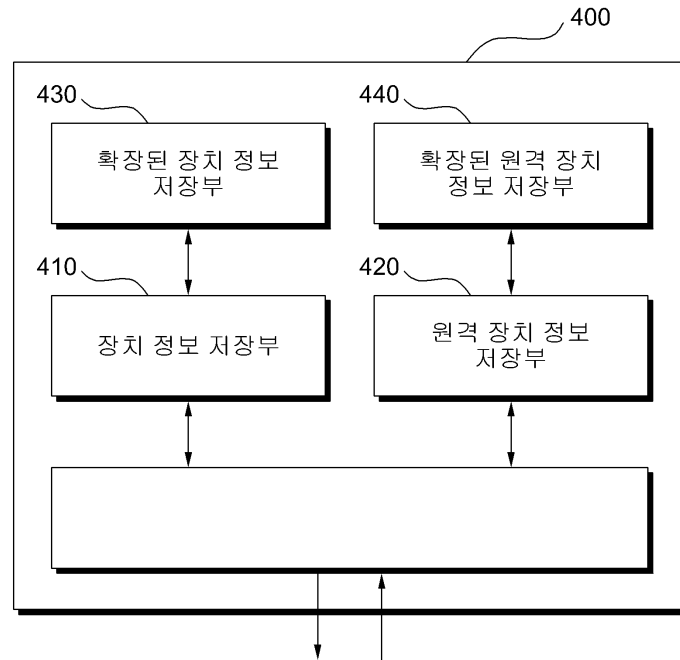 400
430
440
확장된 장치 정보
저장부
확장된 원격 장치
정보 저장부
410
420
장치 정보 저장부
원격 장치 정보
저장부